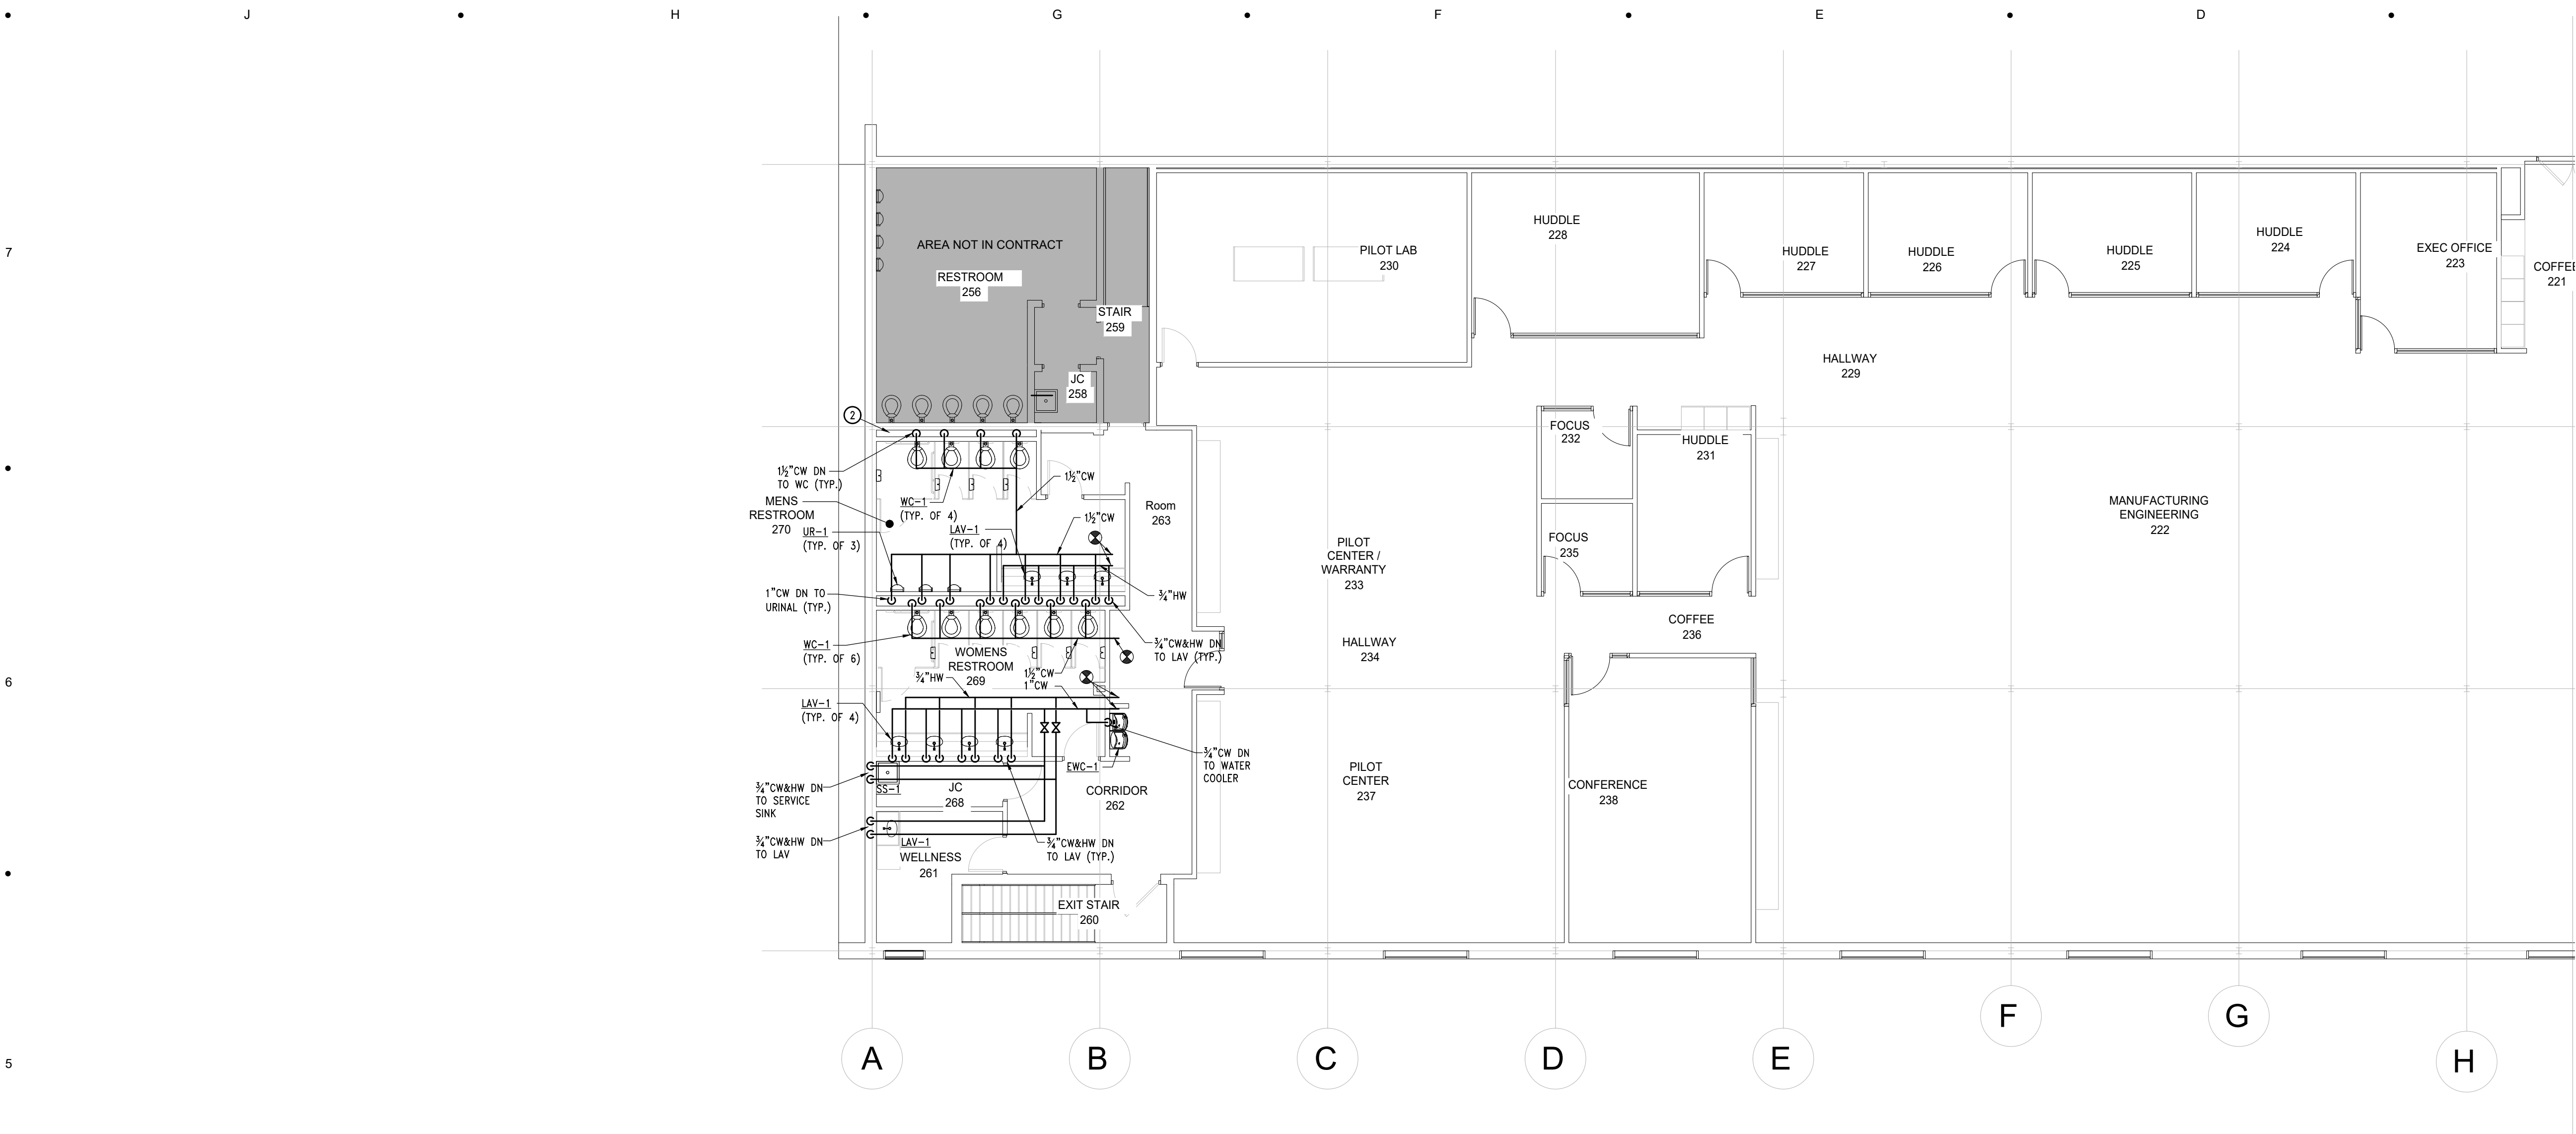 J
H
G
F
E
D
7
6
5
AREA NOT IN CONTRACT
RESTROOM
256
STAIR
259
JC
258
PILOT LAB
230
HUDDLE
228
HUDDLE
227
HUDDLE
226
HUDDLE
225
HUDDLE
224
EXEC OFFICE
223
COFFEE
221
HALLWAY
229
2
1½"CW DN
TO WC (TYP.)
MENS
RESTROOM
270
WC-1
(TYP. OF 4)
UR-1
(TYP. OF 3)
LAV-1
(TYP. OF 4)
1½"CW
1½"CW
Room
263
¾"HW
1"CW DN TO
URINAL (TYP.)
¾"CW&HW DN
TO LAV (TYP.)
WC-1
(TYP. OF 6)
WOMENS
RESTROOM
269
¾"HW
1½"CW
1"CW
LAV-1
(TYP. OF 4)
¾"CW DN
TO WATER
COOLER
EWC-1
¾"CW&HW DN
TO SERVICE
SINK
SS-1
JC
268
CORRIDOR
262
¾"CW&HW DN
TO LAV
LAV-1
WELLNESS
261
¾"CW&HW DN
TO LAV (TYP.)
EXIT STAIR
260
FOCUS
232
HUDDLE
231
FOCUS
235
PILOT
CENTER /
WARRANTY
233
MANUFACTURING
ENGINEERING
222
HALLWAY
234
COFFEE
236
PILOT
CENTER
237
CONFERENCE
238
A
B
C
D
E
F
G
H